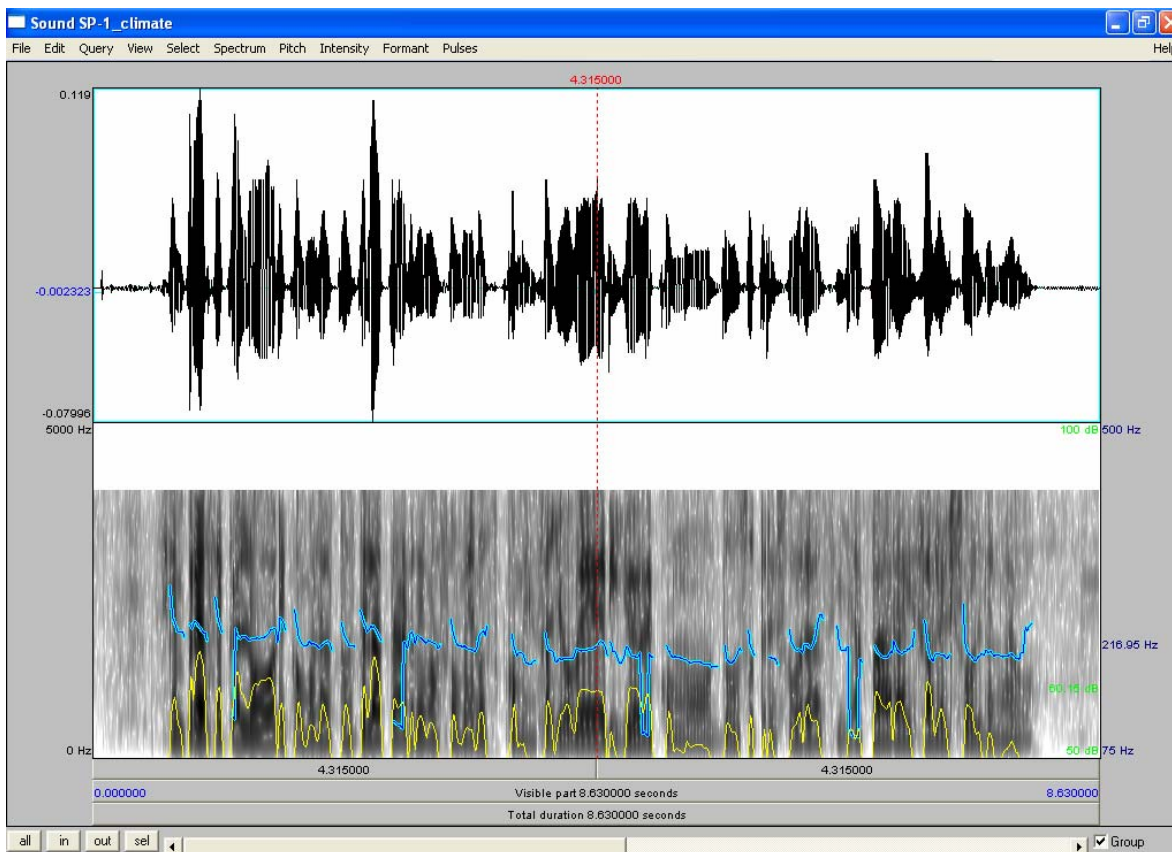 Sound SP-1_climate
File Edit Query View Select Spectrum Pitch Intensity Formant Pulses Help
4.315000
0.119
-0.002323
-0.07996
5000 Hz 100 dB 500 Hz
216.95 Hz
60.15 dB
0 Hz 50 dB 75 Hz
4.315000 4.315000
0.000000 Visible part 8.630000 seconds 8.630000
Total duration 8.630000 seconds
all in out sel Group